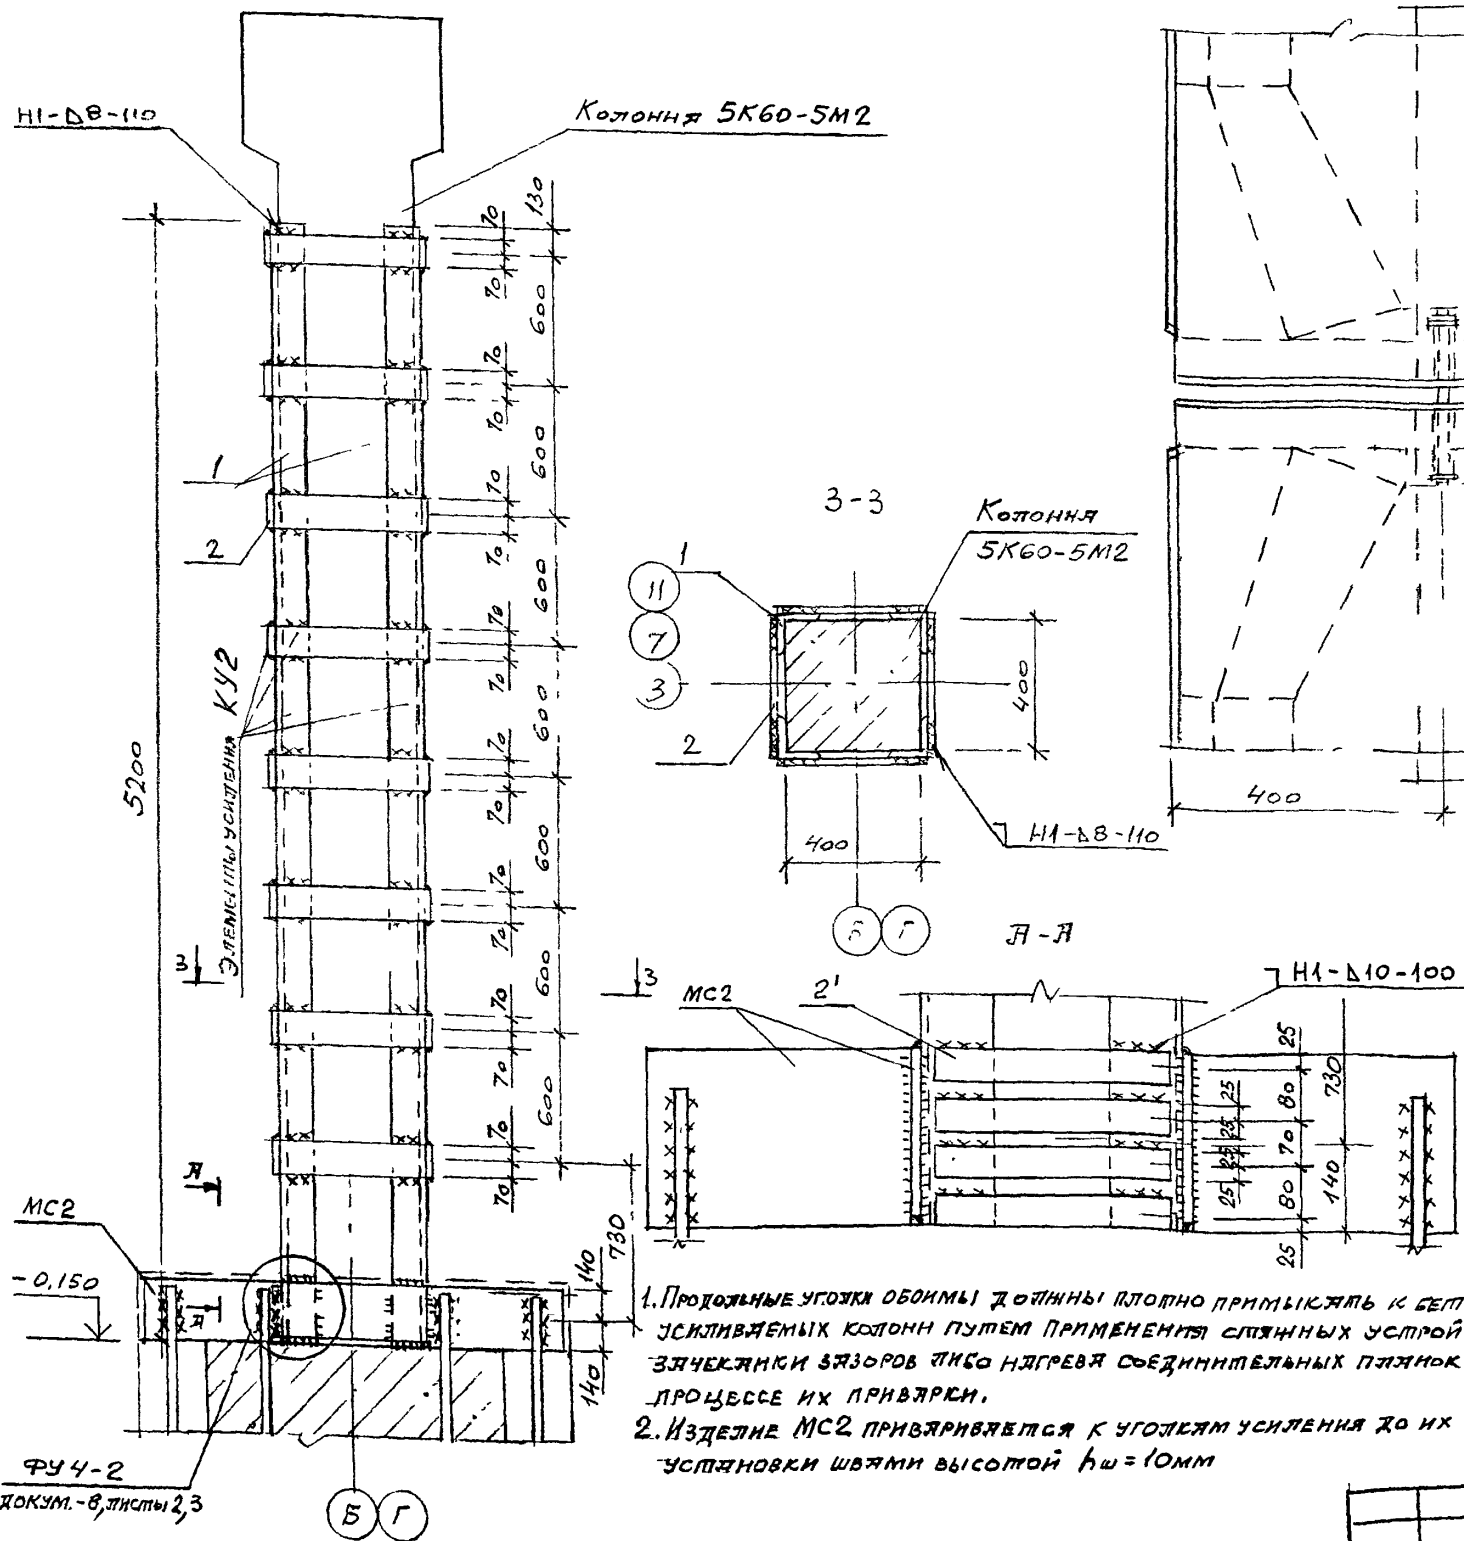 Н1-Δ8-110
Колонна 5К60-5М2
130
70
70
600
70
70
600
1
70
2
70
600
70
70
600
Элементы усиления КУ2
5200
70
70
600
70
70
600
3
70
70
600
3
70
70
А
730
МС2
-0,150
А
140
140
ФУ4-2
докум.-8, листы 2,3
Б Г
3-3
Колонна
5К60-5М2
1
11
7
3
2
400
400
Н1-Δ8-110
Г
400
А-А
МС2
2'
Н1-Δ10-100
25
730
80
25
25
70
25
25
80
140
25
1. Продольные уголки обоймы должны плотно примыкать к бет
усиливаемых колонн путем применения стяжных устрой
зачеканки зазоров либо нагрева соединительных планок
процессе их приварки.
2. Изделие МС2 приваривается к уголкам усиления до их
установки швами высотой hш=10мм